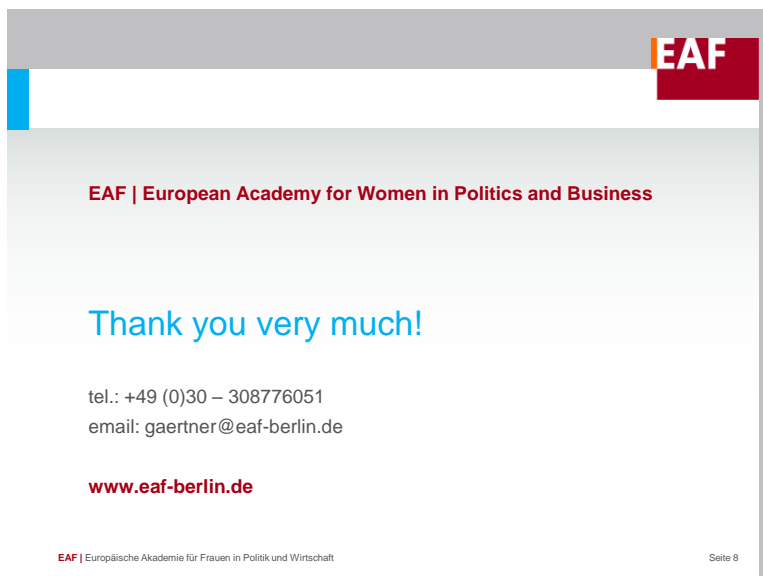 EAF
EAF | European Academy for Women in Politics and Business
Thank you very much!
tel.: +49 (0)30 – 308776051
email: gaertner@eaf-berlin.de
www.eaf-berlin.de
EAF | Europäische Akademie für Frauen in Politik und Wirtschaft
Seite 8